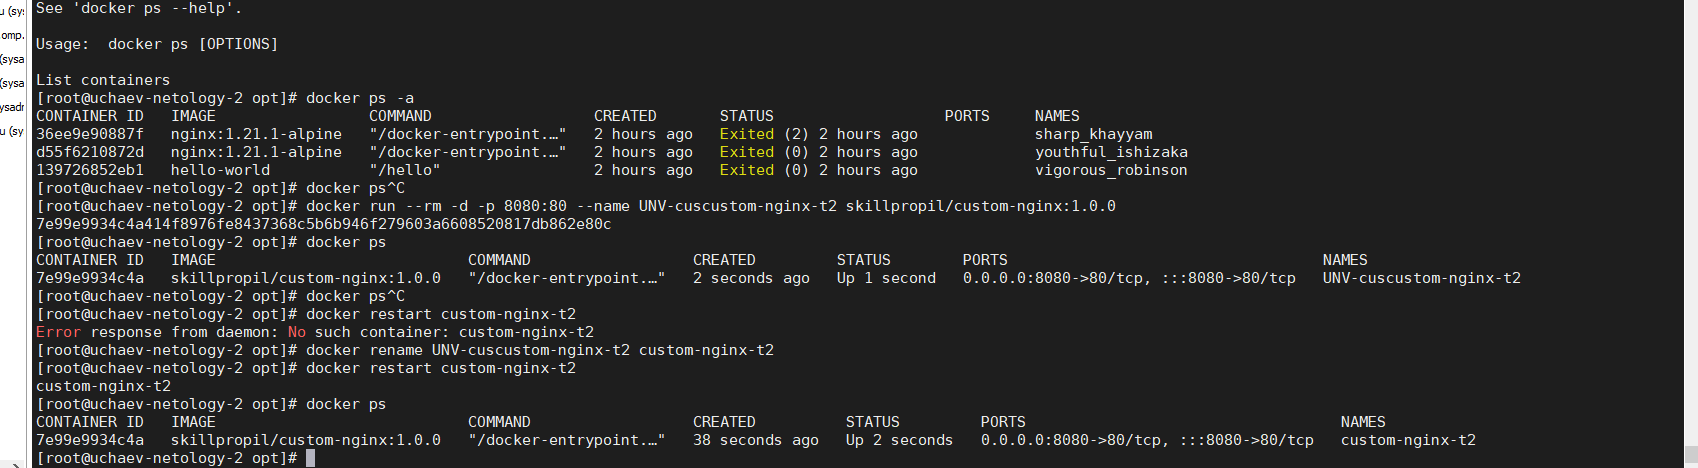 See 'docker ps --help'.
Usage:  docker ps [OPTIONS]
List containers
[root@uchaev-netology-2 opt]# docker ps -a
CONTAINER ID   IMAGE                 COMMAND                  CREATED       STATUS                   PORTS     NAMES
36ee9e90887f   nginx:1.21.1-alpine   "/docker-entrypoint.…"   2 hours ago   Exited (2) 2 hours ago             sharp_khayyam
d55f6210872d   nginx:1.21.1-alpine   "/docker-entrypoint.…"   2 hours ago   Exited (0) 2 hours ago             youthful_ishizaka
139726852eb1   hello-world           "/hello"                 2 hours ago   Exited (0) 2 hours ago             vigorous_robinson
[root@uchaev-netology-2 opt]# docker ps^C
[root@uchaev-netology-2 opt]# docker run --rm -d -p 8080:80 --name UNV-cuscustom-nginx-t2 skillpropil/custom-nginx:1.0.0
7e99e9934c4a414f8976fe8437368c5b6b946f279603a6608520817db862e80c
[root@uchaev-netology-2 opt]# docker ps
CONTAINER ID   IMAGE                            COMMAND                  CREATED         STATUS        PORTS                                   NAMES
7e99e9934c4a   skillpropil/custom-nginx:1.0.0   "/docker-entrypoint.…"   2 seconds ago   Up 1 second   0.0.0.0:8080->80/tcp, :::8080->80/tcp   UNV-cuscustom-nginx-t2
[root@uchaev-netology-2 opt]# docker ps^C
[root@uchaev-netology-2 opt]# docker restart custom-nginx-t2
Error response from daemon: No such container: custom-nginx-t2
[root@uchaev-netology-2 opt]# docker rename UNV-cuscustom-nginx-t2 custom-nginx-t2
[root@uchaev-netology-2 opt]# docker restart custom-nginx-t2
custom-nginx-t2
[root@uchaev-netology-2 opt]# docker ps
CONTAINER ID   IMAGE                            COMMAND                  CREATED          STATUS         PORTS                                   NAMES
7e99e9934c4a   skillpropil/custom-nginx:1.0.0   "/docker-entrypoint.…"   38 seconds ago   Up 2 seconds   0.0.0.0:8080->80/tcp, :::8080->80/tcp   custom-nginx-t2
[root@uchaev-netology-2 opt]#